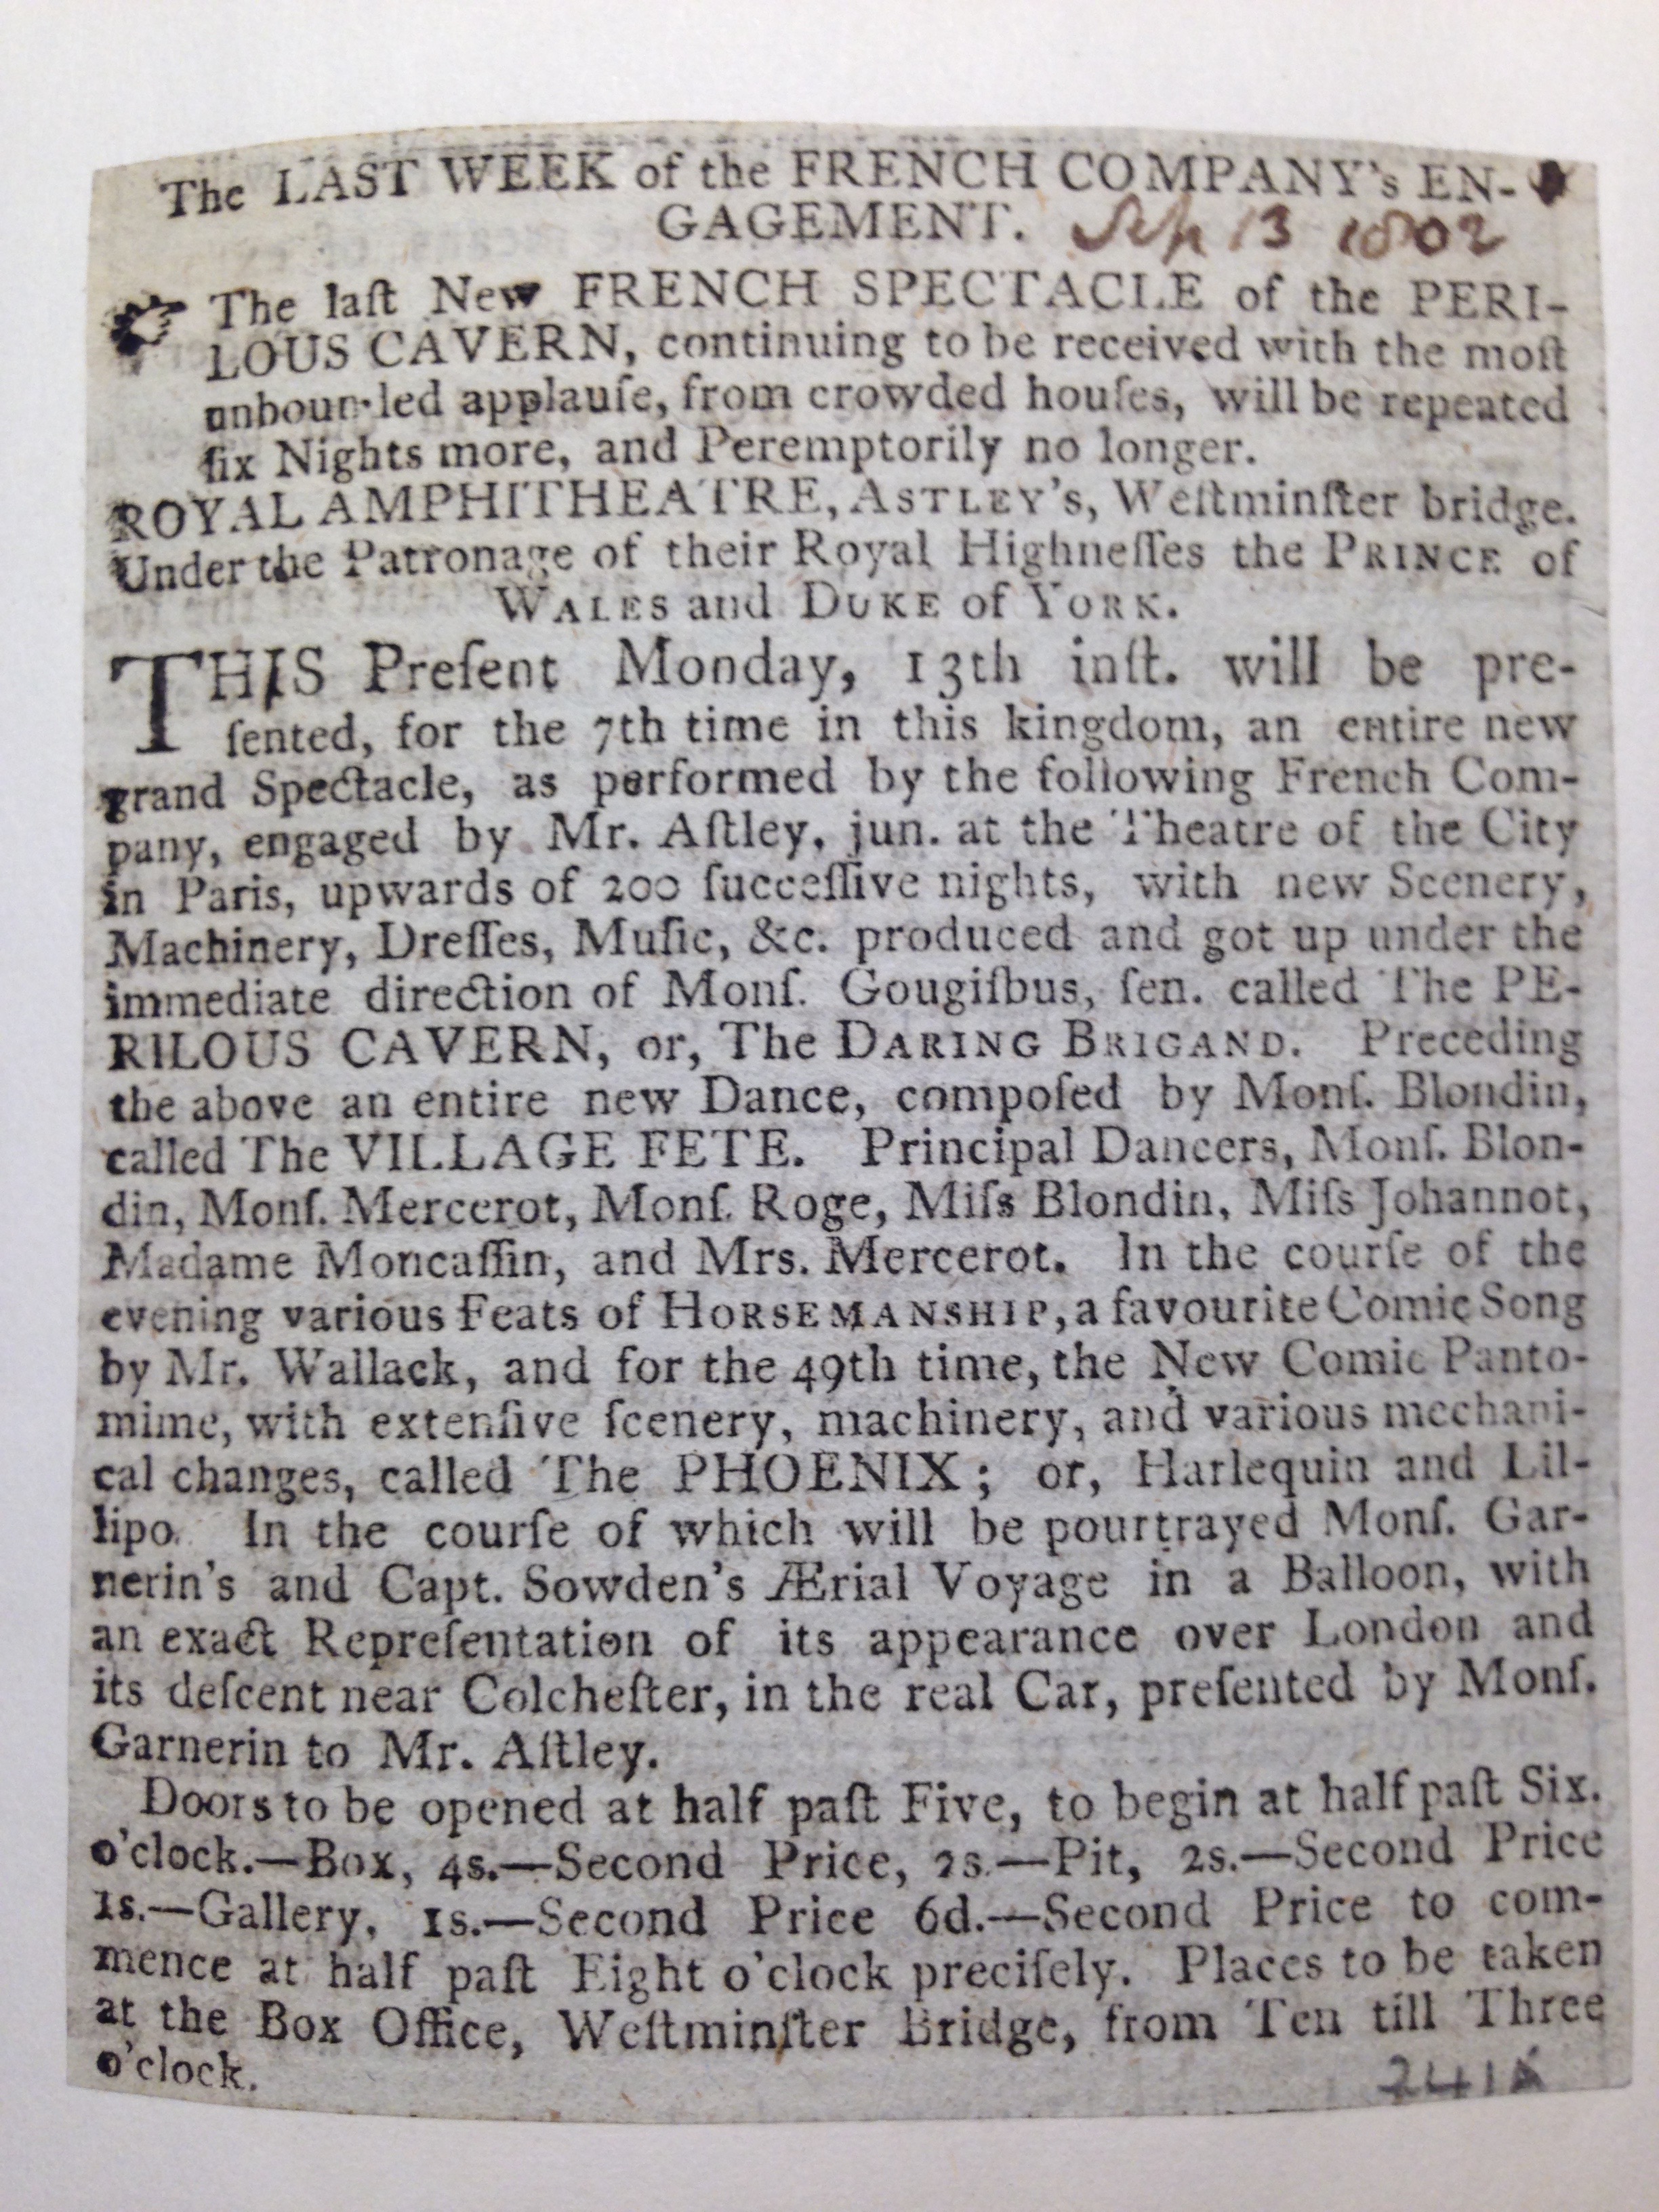 The LAST WEEK of the FRENCH COMPANY's EN-
GAGEMENT. Sep 13 1802
☞ The laſt New FRENCH SPECTACLE of the PERI-
LOUS CAVERN, continuing to be received with the moſt
unbounded applauſe, from crowded houſes, will be repeated
ſix Nights more, and Peremptorily no longer.
ROYAL AMPHITHEATRE, ASTLEY's, Weſtminſter bridge.
Under the Patronage of their Royal Highneſſes the PRINCE of
WALES and DUKE of YORK.
THIS Preſent Monday, 13th inſt. will be pre-
ſented, for the 7th time in this kingdom, an entire new
grand Spectacle, as performed by the following French Com-
pany, engaged by Mr. Aſtley, jun. at the Theatre of the City
in Paris, upwards of 200 ſucceſſive nights, with new Scenery,
Machinery, Dreſſes, Muſic, &c. produced and got up under the
immediate direction of Monſ. Gougiſbus, ſen. called The PE-
RILOUS CAVERN, or, The DARING BRIGAND. Preceding
the above an entire new Dance, compoſed by Monſ. Blondin,
called The VILLAGE FETE. Principal Dancers, Monſ. Blon-
din, Monſ. Mercerot, Monſ. Roge, Miſs Blondin, Miſs Johannot,
Madame Moncaſſin, and Mrs. Mercerot. In the courſe of the
evening various Feats of HORSEMANSHIP, a favourite Comic Song
by Mr. Wallack, and for the 49th time, the New Comic Panto-
mime, with extenſive ſcenery, machinery, and various mechani-
cal changes, called The PHOENIX; or, Harlequin and Lil-
lipo. In the courſe of which will be pourtrayed Monſ. Gar-
nerin's and Capt. Sowden's Ærial Voyage in a Balloon, with
an exact Repreſentation of its appearance over London and
its deſcent near Colcheſter, in the real Car, preſented by Monſ.
Garnerin to Mr. Aſtley.
Doors to be opened at half paſt Five, to begin at half paſt Six.
o'clock.—Box, 4s.—Second Price, 2s.—Pit, 2s.—Second Price
1s.—Gallery, 1s.—Second Price 6d.—Second Price to com-
mence at half paſt Eight o'clock preciſely. Places to be taken
at the Box Office, Weſtminſter Bridge, from Ten till Three
o'clock.